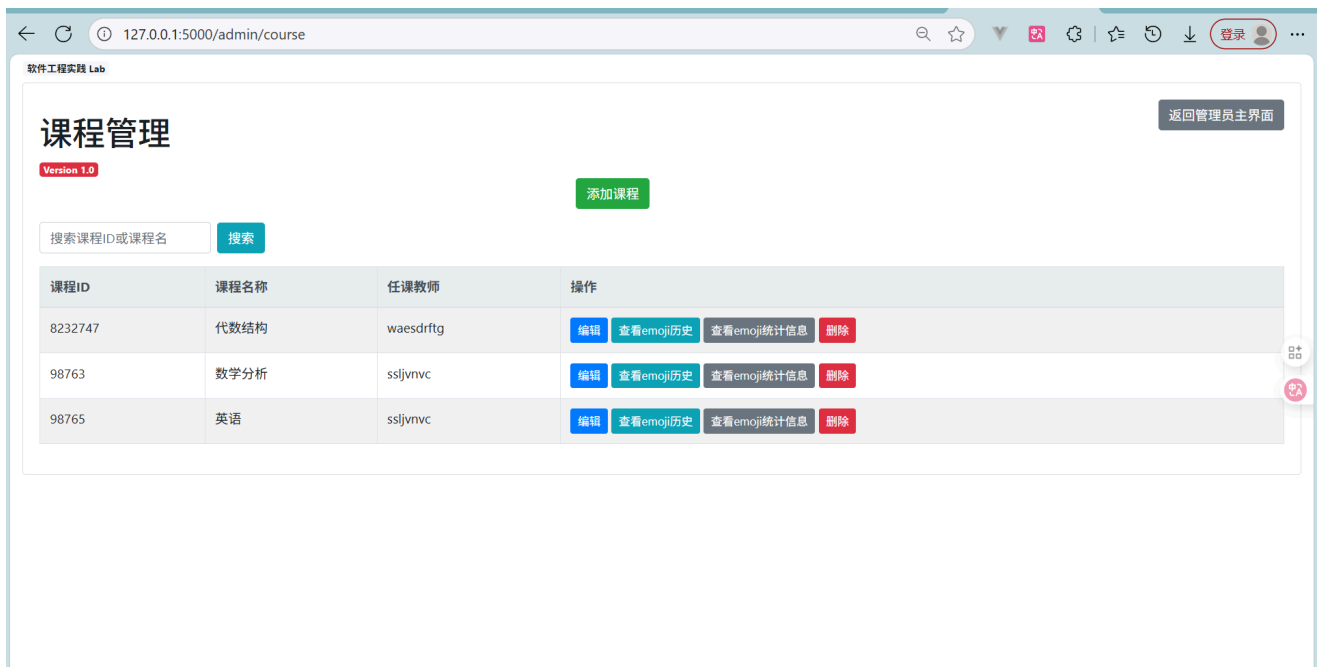 127.0.0.1:5000/admin/course
登录
软件工程实践 Lab
返回管理员主界面
课程管理
Version 1.0
添加课程
搜索课程ID或课程名 搜索
课程ID 课程名称 任课教师 操作
8232747 代数结构 waesdrftg 编辑 查看emoji历史 查看emoji统计信息 删除
98763 数学分析 ssljvnvc 编辑 查看emoji历史 查看emoji统计信息 删除
98765 英语 ssljvnvc 编辑 查看emoji历史 查看emoji统计信息 删除